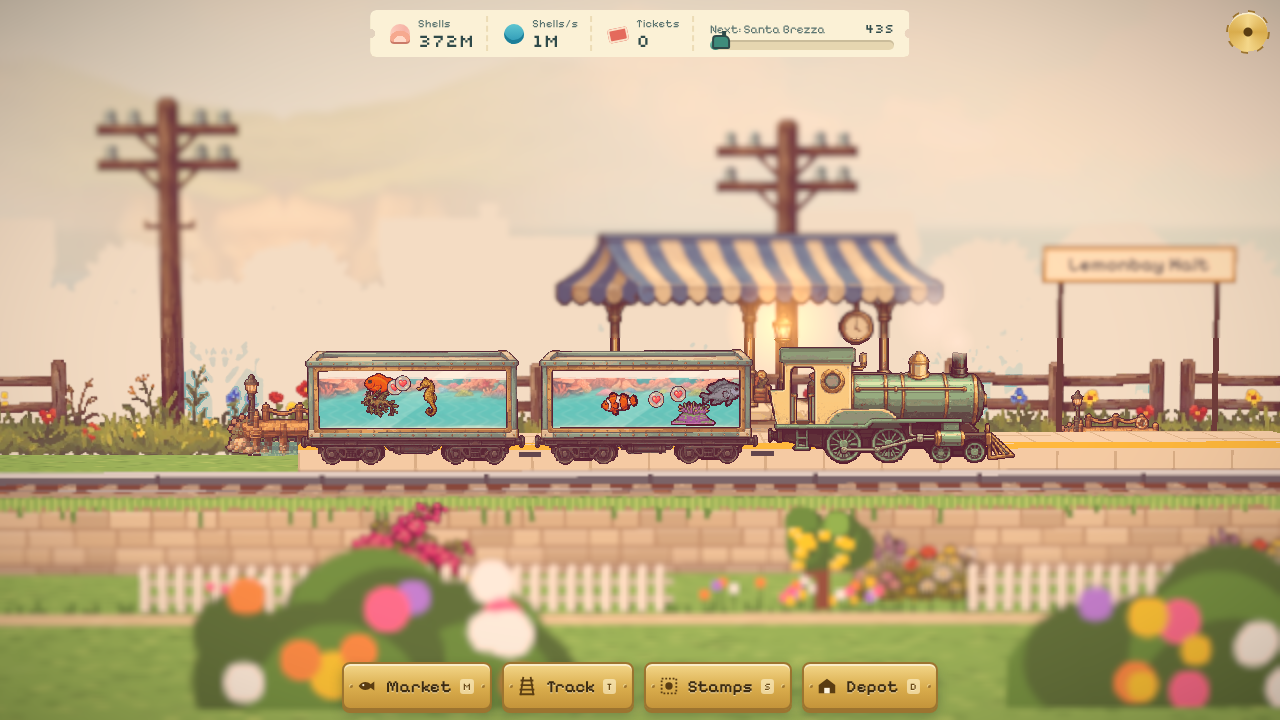 Shells
372M
Shells/s
1M
Tickets
0
Next: Santa Brezza
43s
Lemonbay Halt
Market M
Track T
Stamps S
Depot D